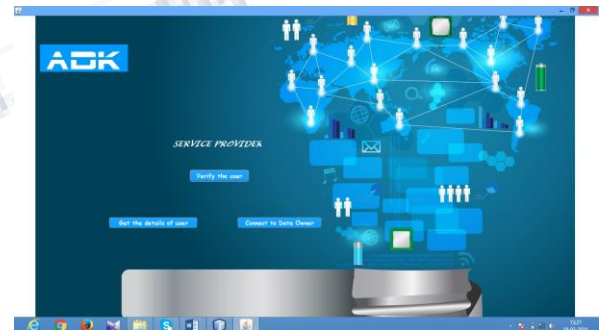 ADK
SERVICE PROVIDER
Verify the user
Get the details of user
Connect to Data Owner